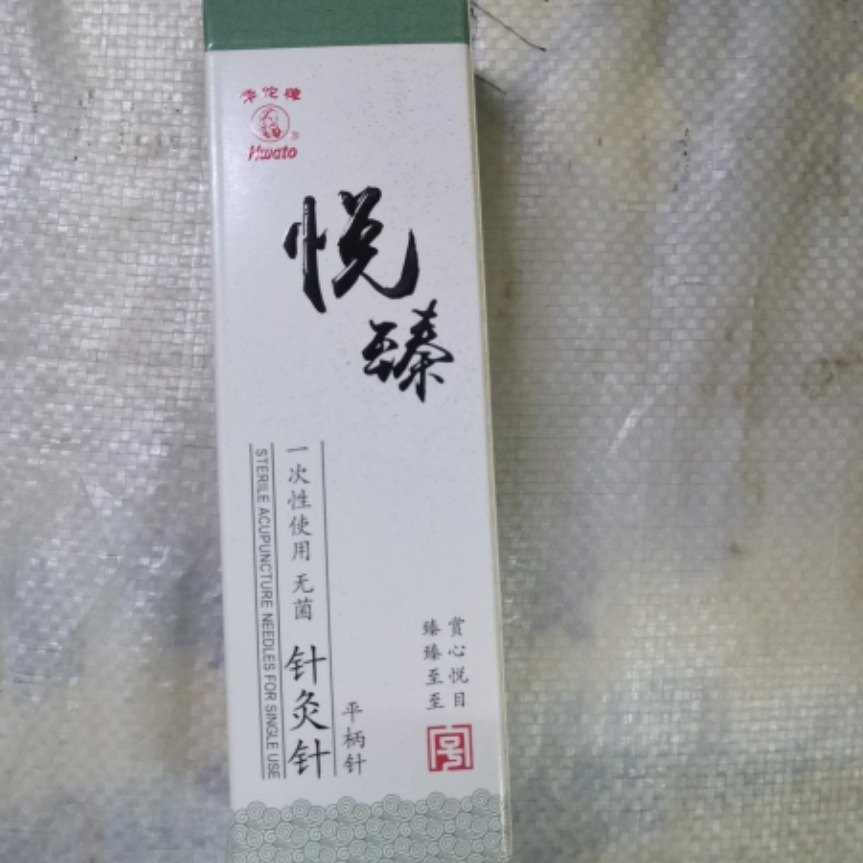 华佗牌
Hwato
悦臻
一次性使用 无菌 针灸针
STERILE ACUPUNCTURE NEEDLES FOR SINGLE USE
平柄针
赏心悦目
臻臻至至